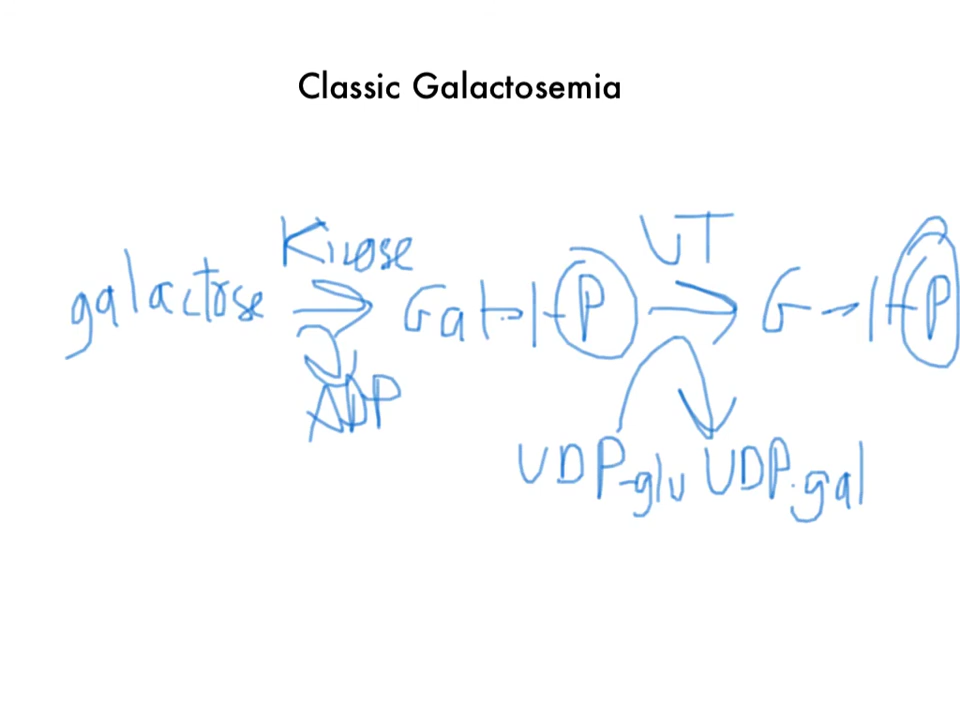 Classic Galactosemia
Kinase UT
galactose → Gal-1-P → G-1-P
ADP
UDP-glu UDP-gal